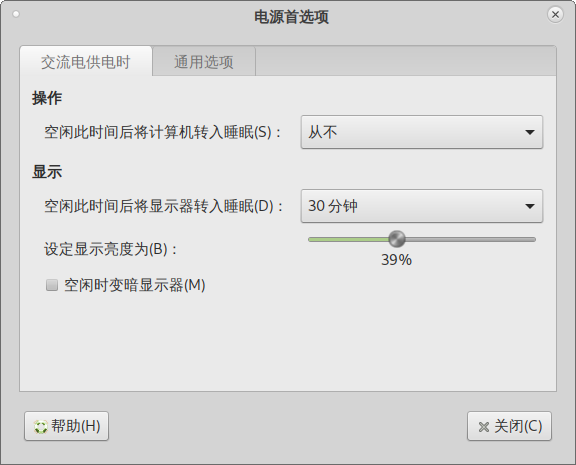 电源首选项
交流电供电时 通用选项
操作
空闲此时间后将计算机转入睡眠(S)： 从不
显示
空闲此时间后将显示器转入睡眠(D)： 30 分钟
设定显示亮度为(B)：
39%
空闲时变暗显示器(M)
帮助(H) 关闭(C)